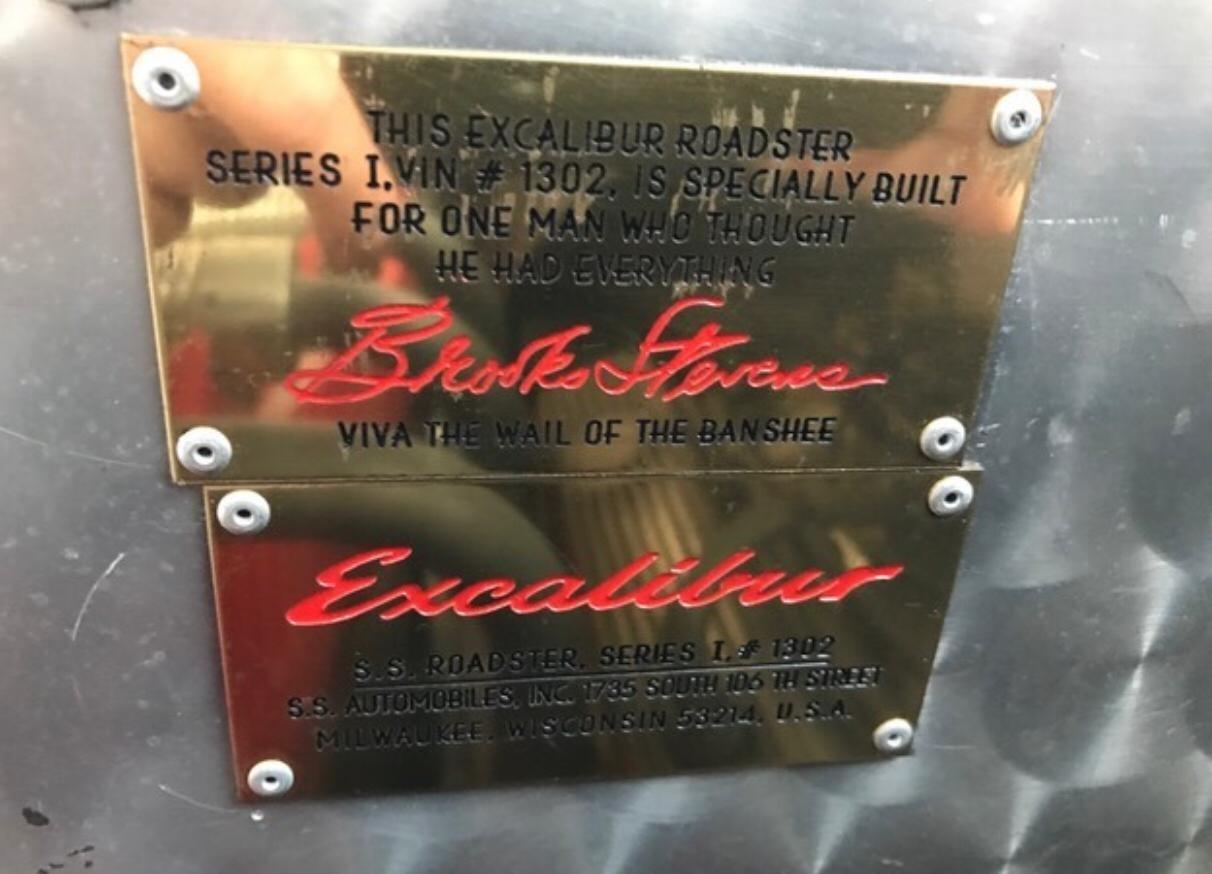 THIS EXCALIBUR ROADSTER
SERIES I, VIN # 1302, IS SPECIALLY BUILT
FOR ONE MAN WHO THOUGHT
HE HAD EVERYTHING
Brooks Stevens
VIVA THE WAIL OF THE BANSHEE
Excalibur
S.S. ROADSTER, SERIES I, # 1302
S.S. AUTOMOBILES, INC. 1735 SOUTH 106 TH STREET
MILWAUKEE, WISCONSIN 53214, U.S.A.